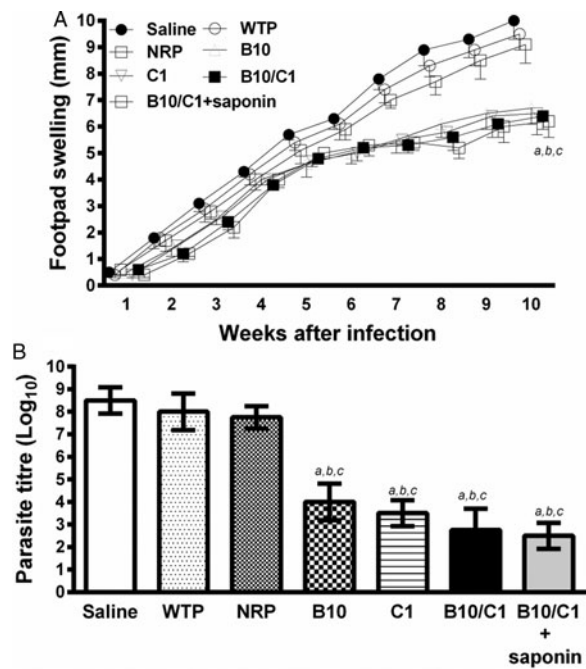 A
Footpad swelling (mm)
10
9
8
7
6
5
4
3
2
1
0
Saline
WTP
NRP
B10
C1
B10/C1
B10/C1+saponin
a,b,c
1 2 3 4 5 6 7 8 9 10
Weeks after infection
B
Parasite titre (Log10)
10
9
8
7
6
5
4
3
2
1
0
a,b,c
a,b,c
a,b,c
a,b,c
Saline WTP NRP B10 C1 B10/C1 B10/C1
+
saponin